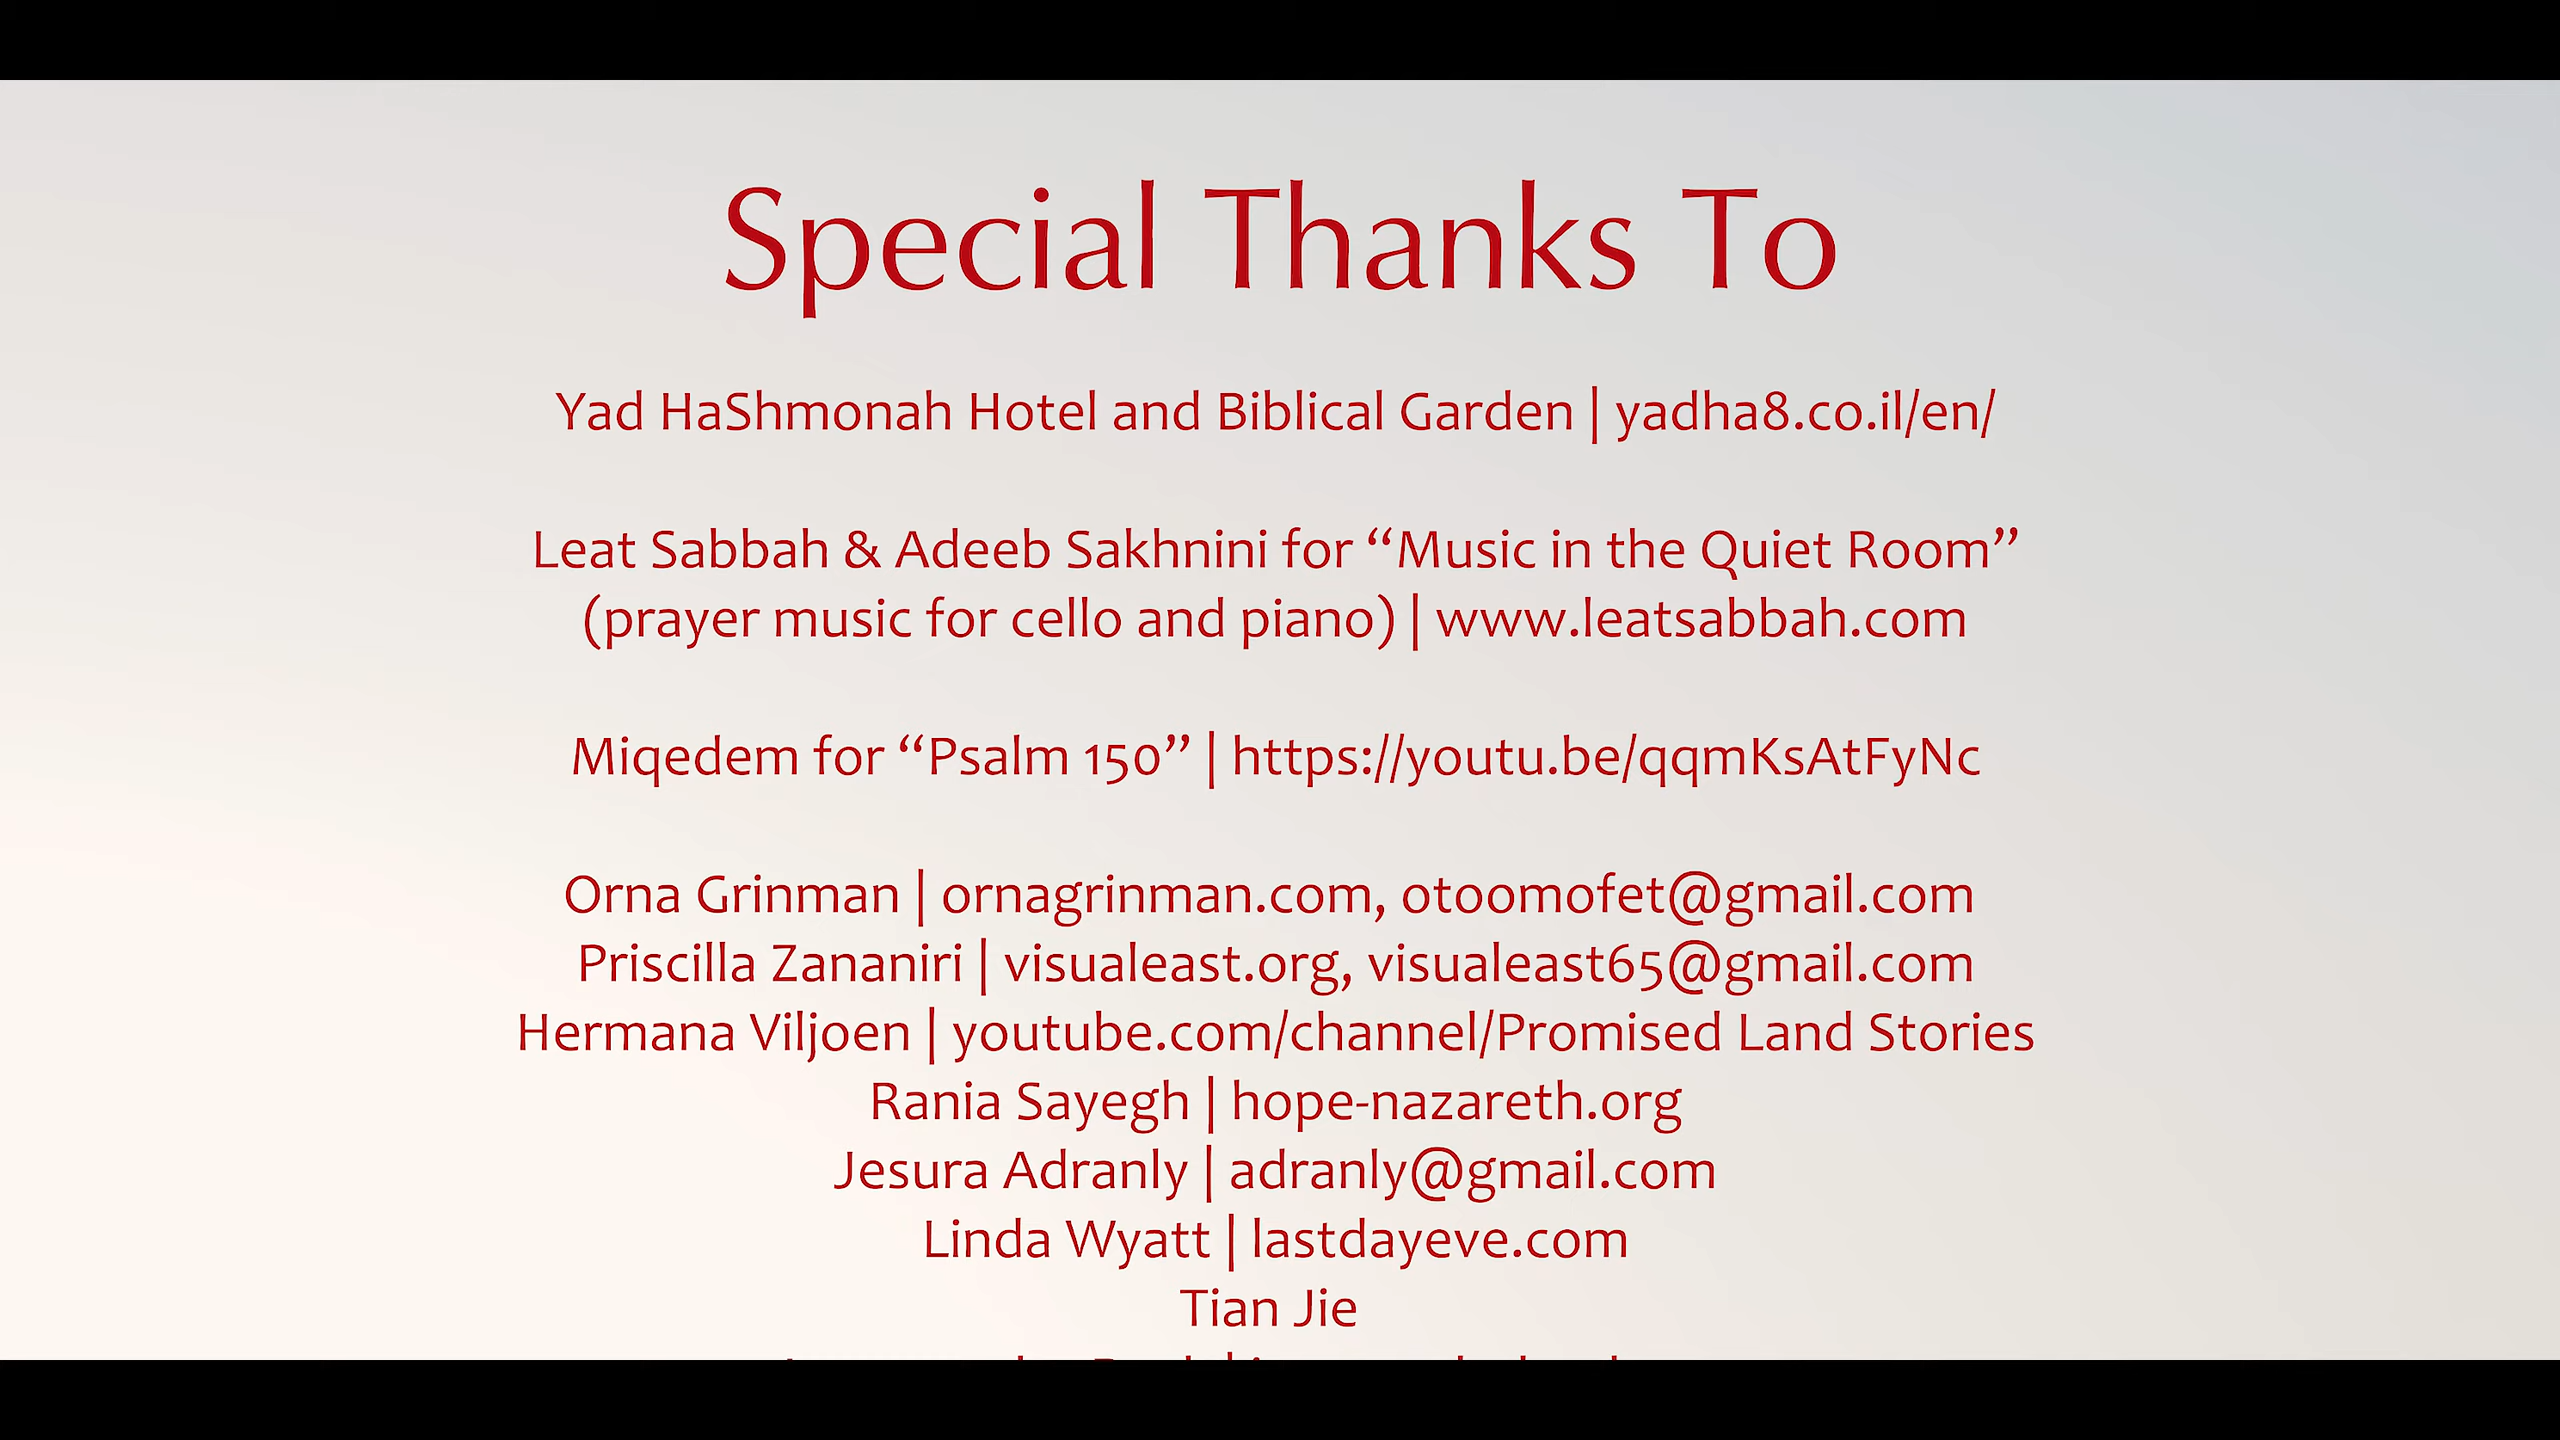 Special Thanks To
Yad HaShmonah Hotel and Biblical Garden | yadha8.co.il/en/
Leat Sabbah & Adeeb Sakhnini for “Music in the Quiet Room”
(prayer music for cello and piano) | www.leatsabbah.com
Miqedem for “Psalm 150” | https://youtu.be/qqmKsAtFyNc
Orna Grinman | ornagrinman.com, otoomofet@gmail.com
Priscilla Zananiri | visualeast.org, visualeast65@gmail.com
Hermana Viljoen | youtube.com/channel/Promised Land Stories
Rania Sayegh | hope-nazareth.org
Jesura Adranly | adranly@gmail.com
Linda Wyatt | lastdayeve.com
Tian Jie